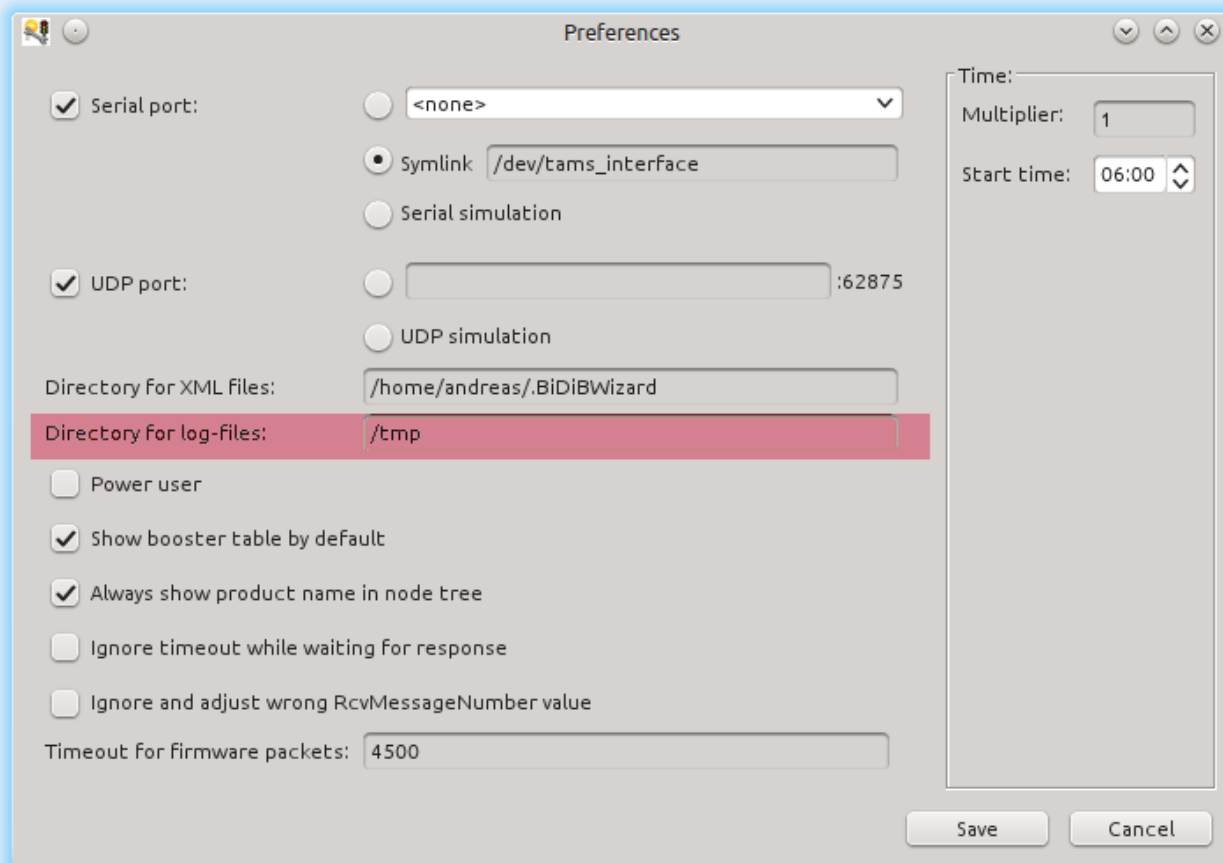 Preferences
Serial port: <none>
Symlink /dev/tams_interface
Serial simulation
UDP port: :62875
UDP simulation
Directory for XML files: /home/andreas/.BiDiBWizard
Directory for log-files: /tmp
Power user
Show booster table by default
Always show product name in node tree
Ignore timeout while waiting for response
Ignore and adjust wrong RcvMessageNumber value
Timeout for firmware packets: 4500
Time:
Multiplier: 1
Start time: 06:00
Save Cancel